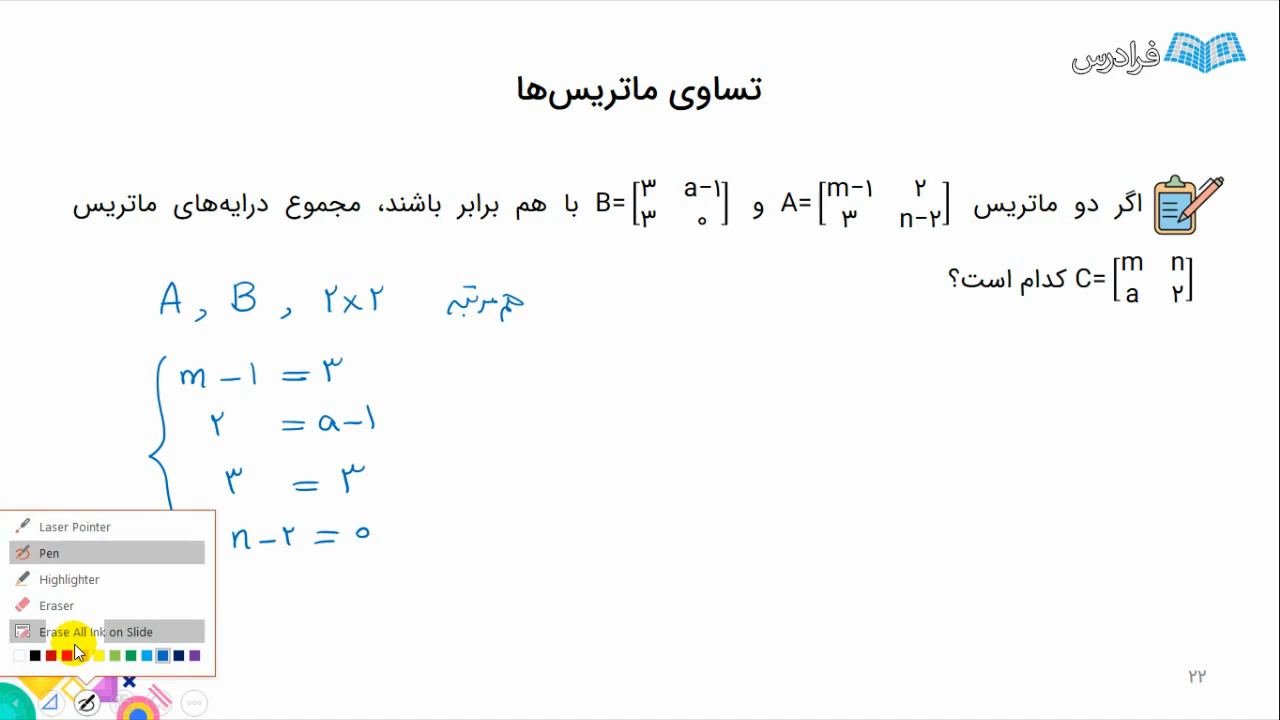 فرادرس
تساوی ماتریس‌ها
اگر دو ماتریس A=[m-۱ ۲ ۳ n-۲] و B=[۳ a-۱ ۳ ۰] با هم برابر باشند، مجموع درایه‌های ماتریس
C=[m n a ۲] کدام است؟
A , B , ۲×۲ هم‌مرتبه
m - ۱ = ۳
۲ = a - ۱
۳ = ۳
n - ۲ = ۰
Laser Pointer
Pen
Highlighter
Eraser
Erase All Ink on Slide
۲۲